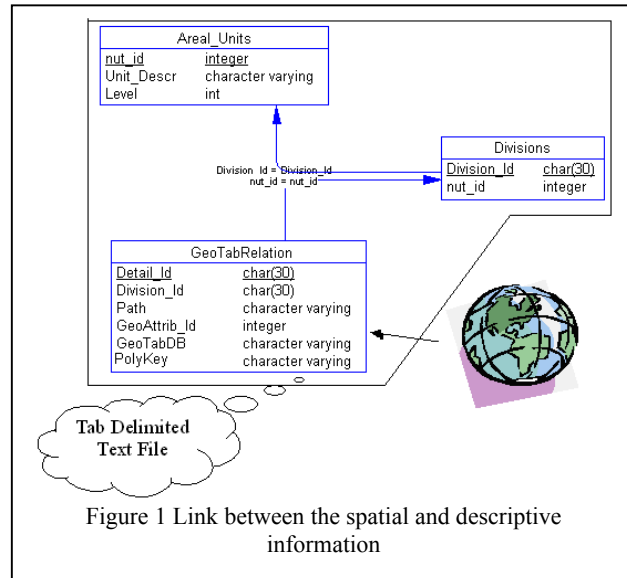 Areal_Units
nut_id integer
Unit_Descr character varying
Level int
Division_Id = Division_Id
nut_id = nut_id
Divisions
Division_Id char(30)
nut_id integer
GeoTabRelation
Detail_Id char(30)
Division_Id char(30)
Path character varying
GeoAttrib_Id integer
GeoTabDB character varying
PolyKey character varying
Tab Delimited
Text File
Figure 1 Link between the spatial and descriptive
information